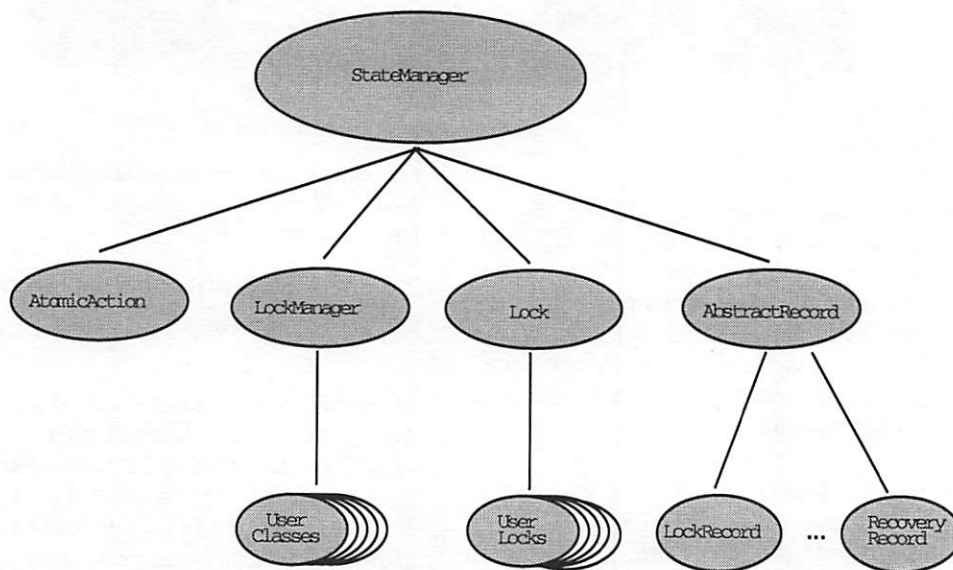 StateManager
AtomicAction
LockManager
Lock
AbstractRecord
User
Classes
User
Locks
LockRecord
...
Recovery
Record